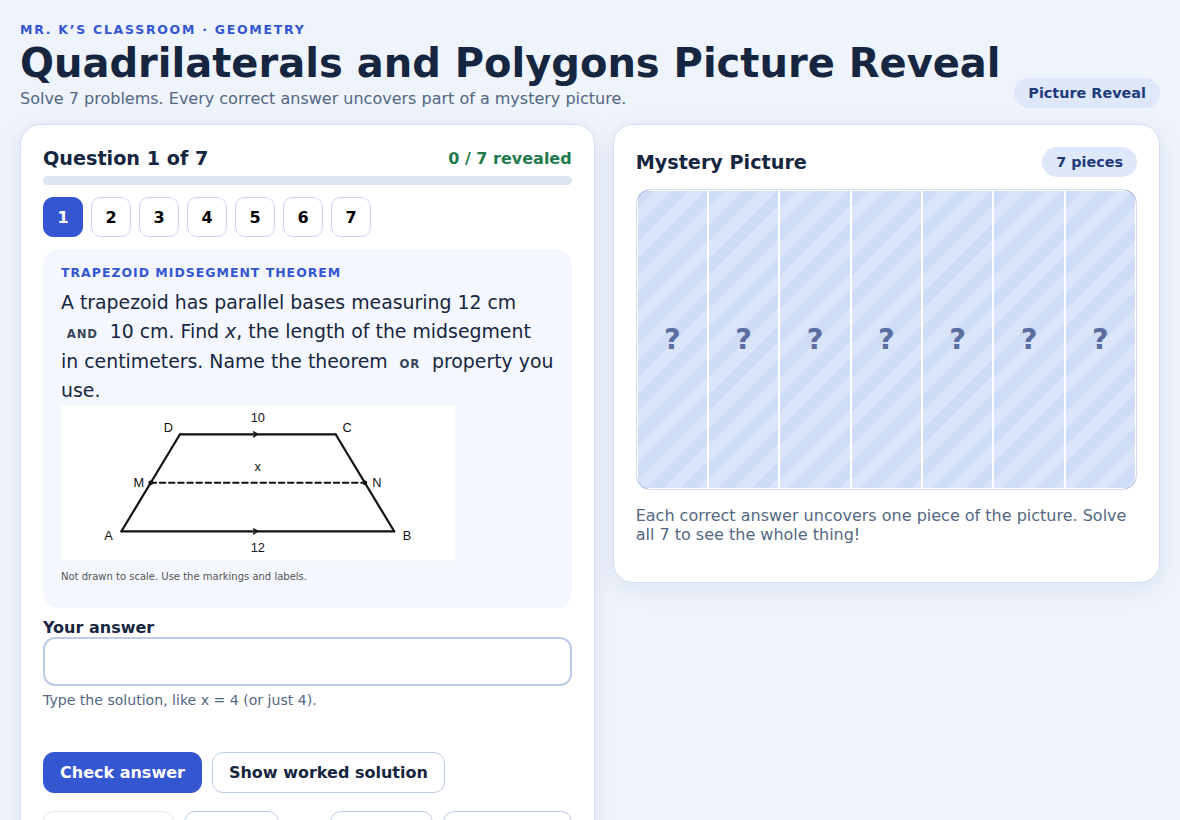 MR. K’S CLASSROOM · GEOMETRY
Quadrilaterals and Polygons Picture Reveal
Solve 7 problems. Every correct answer uncovers part of a mystery picture.
Picture Reveal
Question 1 of 7
0 / 7 revealed
1 2 3 4 5 6 7
TRAPEZOID MIDSEGMENT THEOREM
A trapezoid has parallel bases measuring 12 cm
AND 10 cm. Find x, the length of the midsegment
in centimeters. Name the theorem OR property you
use.
10
D
C
x
M
N
A
B
12
Not drawn to scale. Use the markings and labels.
Your answer
Type the solution, like x = 4 (or just 4).
Check answer
Show worked solution
Mystery Picture
7 pieces
? ? ? ? ? ? ?
Each correct answer uncovers one piece of the picture. Solve
all 7 to see the whole thing!